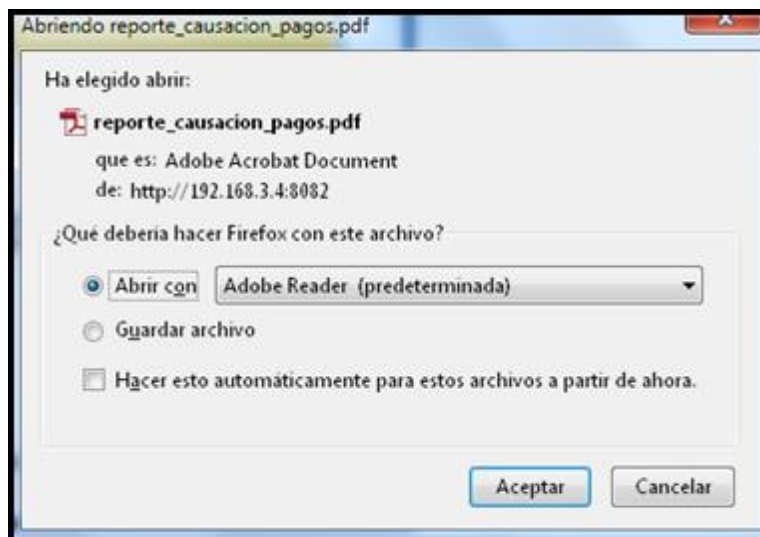 Abriendo reporte_causacion_pagos.pdf
Ha elegido abrir:
reporte_causacion_pagos.pdf
que es: Adobe Acrobat Document
de: http://192.168.3.4:8082
¿Qué debería hacer Firefox con este archivo?
Abrir con Adobe Reader (predeterminada)
Guardar archivo
Hacer esto automáticamente para estos archivos a partir de ahora.
Aceptar Cancelar